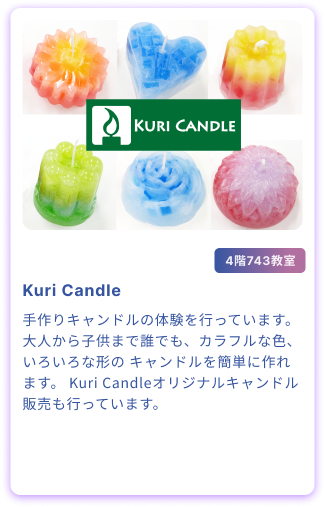 KURI CANDLE
4階743教室
Kuri Candle
手作りキャンドルの体験を行っています。
大人から子供まで誰でも、カラフルな色、
いろいろな形の キャンドルを簡単に作れ
ます。 Kuri Candleオリジナルキャンドル
販売も行っています。